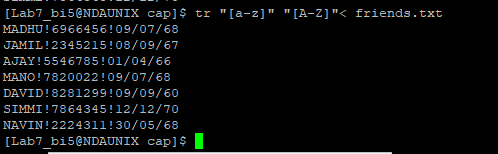 [Lab7_bi5@NDAUNIX cap]$ tr "[a-z]" "[A-Z]"< friends.txt
MADHU!6966456!09/07/68
JAMIL!2345215!08/09/67
AJAY!5546785!01/04/66
MANO!7820022!09/07/68
DAVID!8281299!09/09/60
SIMMI!7864345!12/12/70
NAVIN!2224311!30/05/68
[Lab7_bi5@NDAUNIX cap]$